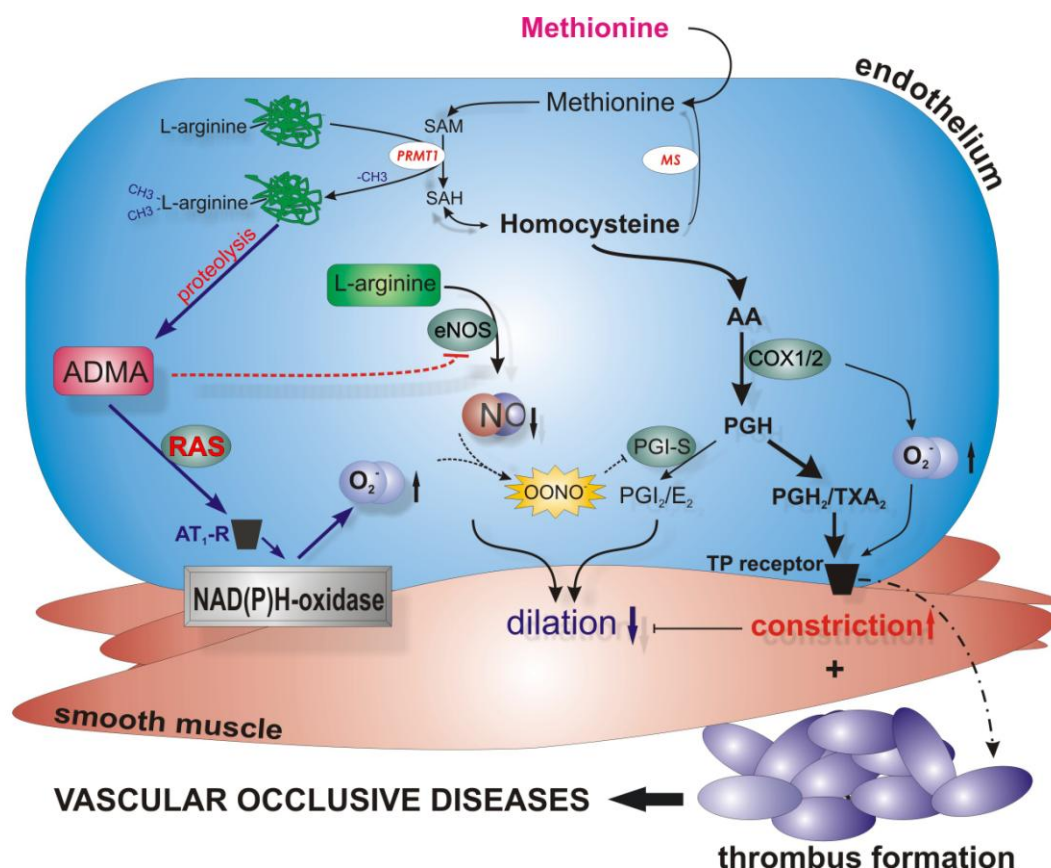 Methionine
endothelium
Methionine
L-arginine
SAM
PRMT1
MS
-CH3
SAH
CH3
CH3
L-arginine
Homocysteine
proteolysis
L-arginine
eNOS
AA
COX1/2
ADMA
NO
PGH
RAS
PGI-S
O₂⁻
O₂⁻
OONO⁻
PGI₂/E₂
PGH₂/TXA₂
AT₁-R
TP receptor
NAD(P)H-oxidase
dilation
constriction
+
smooth muscle
VASCULAR OCCLUSIVE DISEASES
thrombus formation